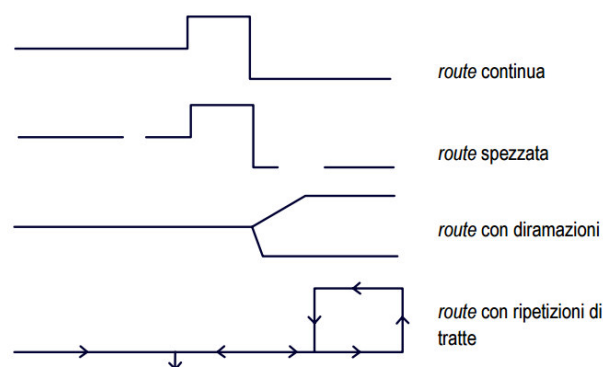 route continua
route spezzata
route con diramazioni
route con ripetizioni di
tratte